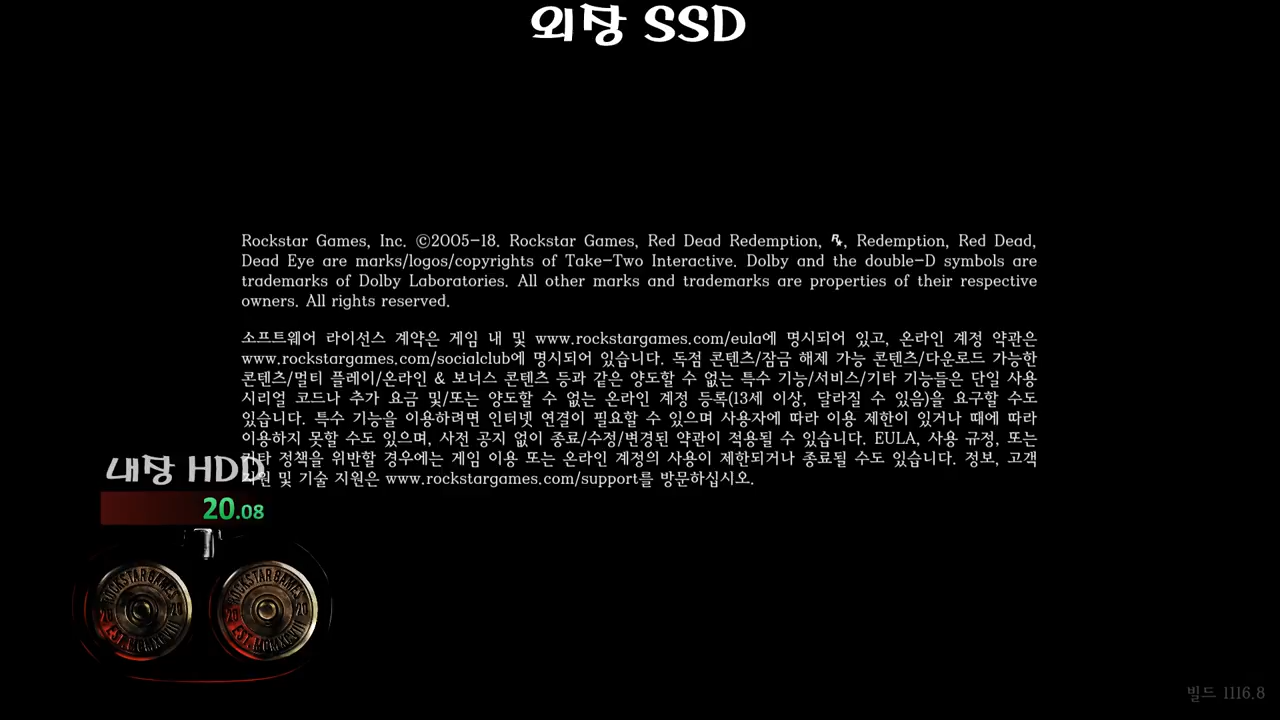 외장 SSD
Rockstar Games, Inc. ©2005-18. Rockstar Games, Red Dead Redemption, R*, Redemption, Red Dead,
Dead Eye are marks/logos/copyrights of Take-Two Interactive. Dolby and the double-D symbols are
trademarks of Dolby Laboratories. All other marks and trademarks are properties of their respective
owners. All rights reserved.
소프트웨어 라이선스 계약은 게임 내 및 www.rockstargames.com/eula에 명시되어 있고, 온라인 계정 약관은
www.rockstargames.com/socialclub에 명시되어 있습니다. 독점 콘텐츠/잠금 해제 가능 콘텐츠/다운로드 가능한
콘텐츠/멀티 플레이/온라인 & 보너스 콘텐츠 등과 같은 양도할 수 없는 특수 기능/서비스/기타 기능들은 단일 사용
시리얼 코드나 추가 요금 및/또는 양도할 수 없는 온라인 계정 등록(13세 이상, 달라질 수 있음)을 요구할 수도
있습니다. 특수 기능을 이용하려면 인터넷 연결이 필요할 수 있으며 사용자에 따라 이용 제한이 있거나 때에 따라
이용하지 못할 수도 있으며, 사전 공지 없이 종료/수정/변경된 약관이 적용될 수 있습니다. EULA, 사용 규정, 또는
기타 정책을 위반할 경우에는 게임 이용 또는 온라인 계정의 사용이 제한되거나 종료될 수도 있습니다. 정보, 고객
지원 및 기술 지원은 www.rockstargames.com/support를 방문하십시오.
내장 HDD
20.08
ROCKSTAR GAMES
20 20
EST. MCMXCVIII
ROCKSTAR GAMES
20 20
EST. MCMXCVIII
빌드 1116.8